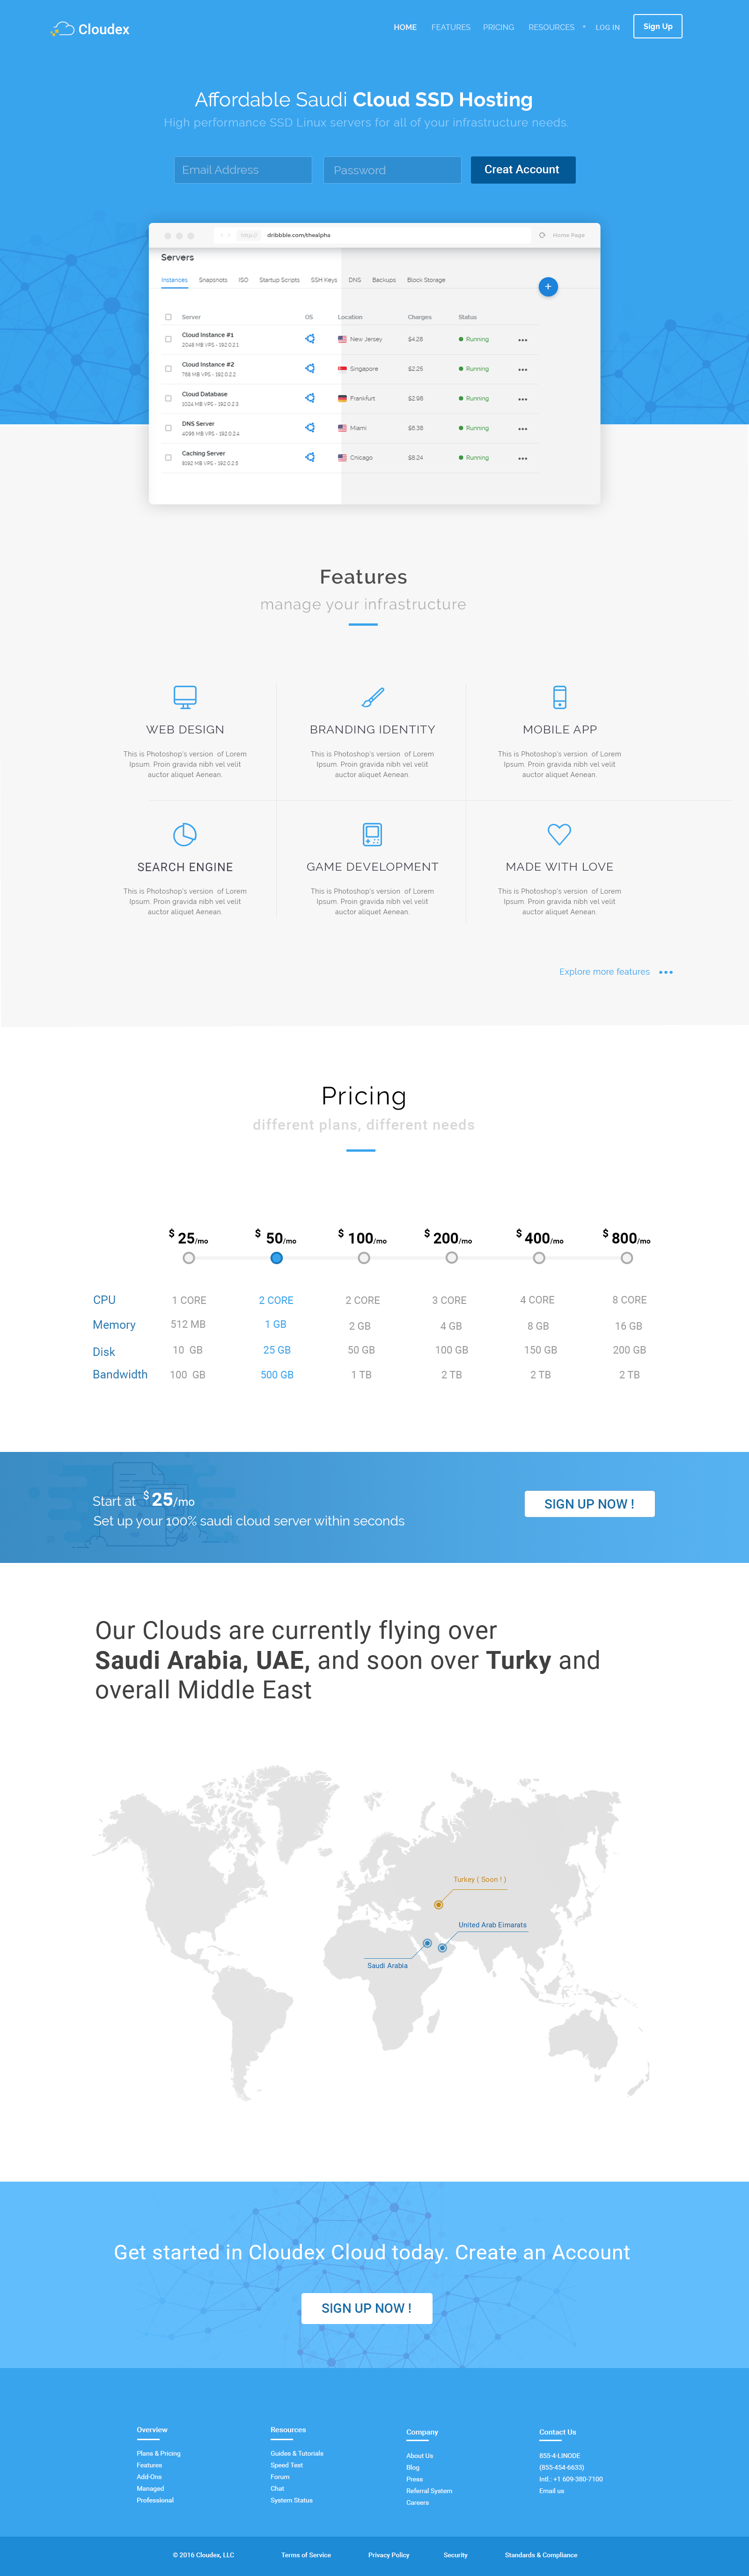 Cloudex
HOME FEATURES PRICING RESOURCES LOG IN Sign Up
Affordable Saudi Cloud SSD Hosting
High performance SSD Linux servers for all of your infrastructure needs.
Email Address Password Creat Account
dribbble.com/thealpha Home Page
Servers
Instances Snapshots ISO Startup Scripts SSH Keys DNS Backups Block Storage
+
Server OS Location Charges Status
Cloud Instance #1
2048 MB VPS - 192.0.2.1
New Jersey $4.28 Running
Cloud Instance #2
768 MB VPS - 192.0.2.2
Singapore $2.25 Running
Cloud Database
1024 MB VPS - 192.0.2.3
Frankfurt $2.98 Running
DNS Server
4096 MB VPS - 192.0.2.4
Miami $6.38 Running
Caching Server
8192 MB VPS - 192.0.2.5
Chicago $8.24 Running
Features
manage your infrastructure
WEB DESIGN
This is Photoshop's version of Lorem
Ipsum. Proin gravida nibh vel velit
auctor aliquet Aenean.
BRANDING IDENTITY
This is Photoshop's version of Lorem
Ipsum. Proin gravida nibh vel velit
auctor aliquet Aenean.
MOBILE APP
This is Photoshop's version of Lorem
Ipsum. Proin gravida nibh vel velit
auctor aliquet Aenean.
SEARCH ENGINE
This is Photoshop's version of Lorem
Ipsum. Proin gravida nibh vel velit
auctor aliquet Aenean.
GAME DEVELOPMENT
This is Photoshop's version of Lorem
Ipsum. Proin gravida nibh vel velit
auctor aliquet Aenean.
MADE WITH LOVE
This is Photoshop's version of Lorem
Ipsum. Proin gravida nibh vel velit
auctor aliquet Aenean.
Explore more features
Pricing
different plans, different needs
$ 25/mo $ 50/mo $ 100/mo $ 200/mo $ 400/mo $ 800/mo
CPU 1 CORE 2 CORE 2 CORE 3 CORE 4 CORE 8 CORE
Memory 512 MB 1 GB 2 GB 4 GB 8 GB 16 GB
Disk 10 GB 25 GB 50 GB 100 GB 150 GB 200 GB
Bandwidth 100 GB 500 GB 1 TB 2 TB 2 TB 2 TB
Start at $ 25/mo
Set up your 100% saudi cloud server within seconds
SIGN UP NOW !
Our Clouds are currently flying over
Saudi Arabia, UAE, and soon over Turky and
overall Middle East
Turkey ( Soon ! )
United Arab Eimarats
Saudi Arabia
Get started in Cloudex Cloud today. Create an Account
SIGN UP NOW !
Overview
Plans & Pricing
Features
Add-Ons
Managed
Professional
Resources
Guides & Tutorials
Speed Test
Forum
Chat
System Status
Company
About Us
Blog
Press
Referral System
Careers
Contact Us
855-4-LINODE
(855-454-6633)
Intl.: +1 609-380-7100
Email us
© 2016 Cloudex, LLC Terms of Service Privacy Policy Security Standards & Compliance